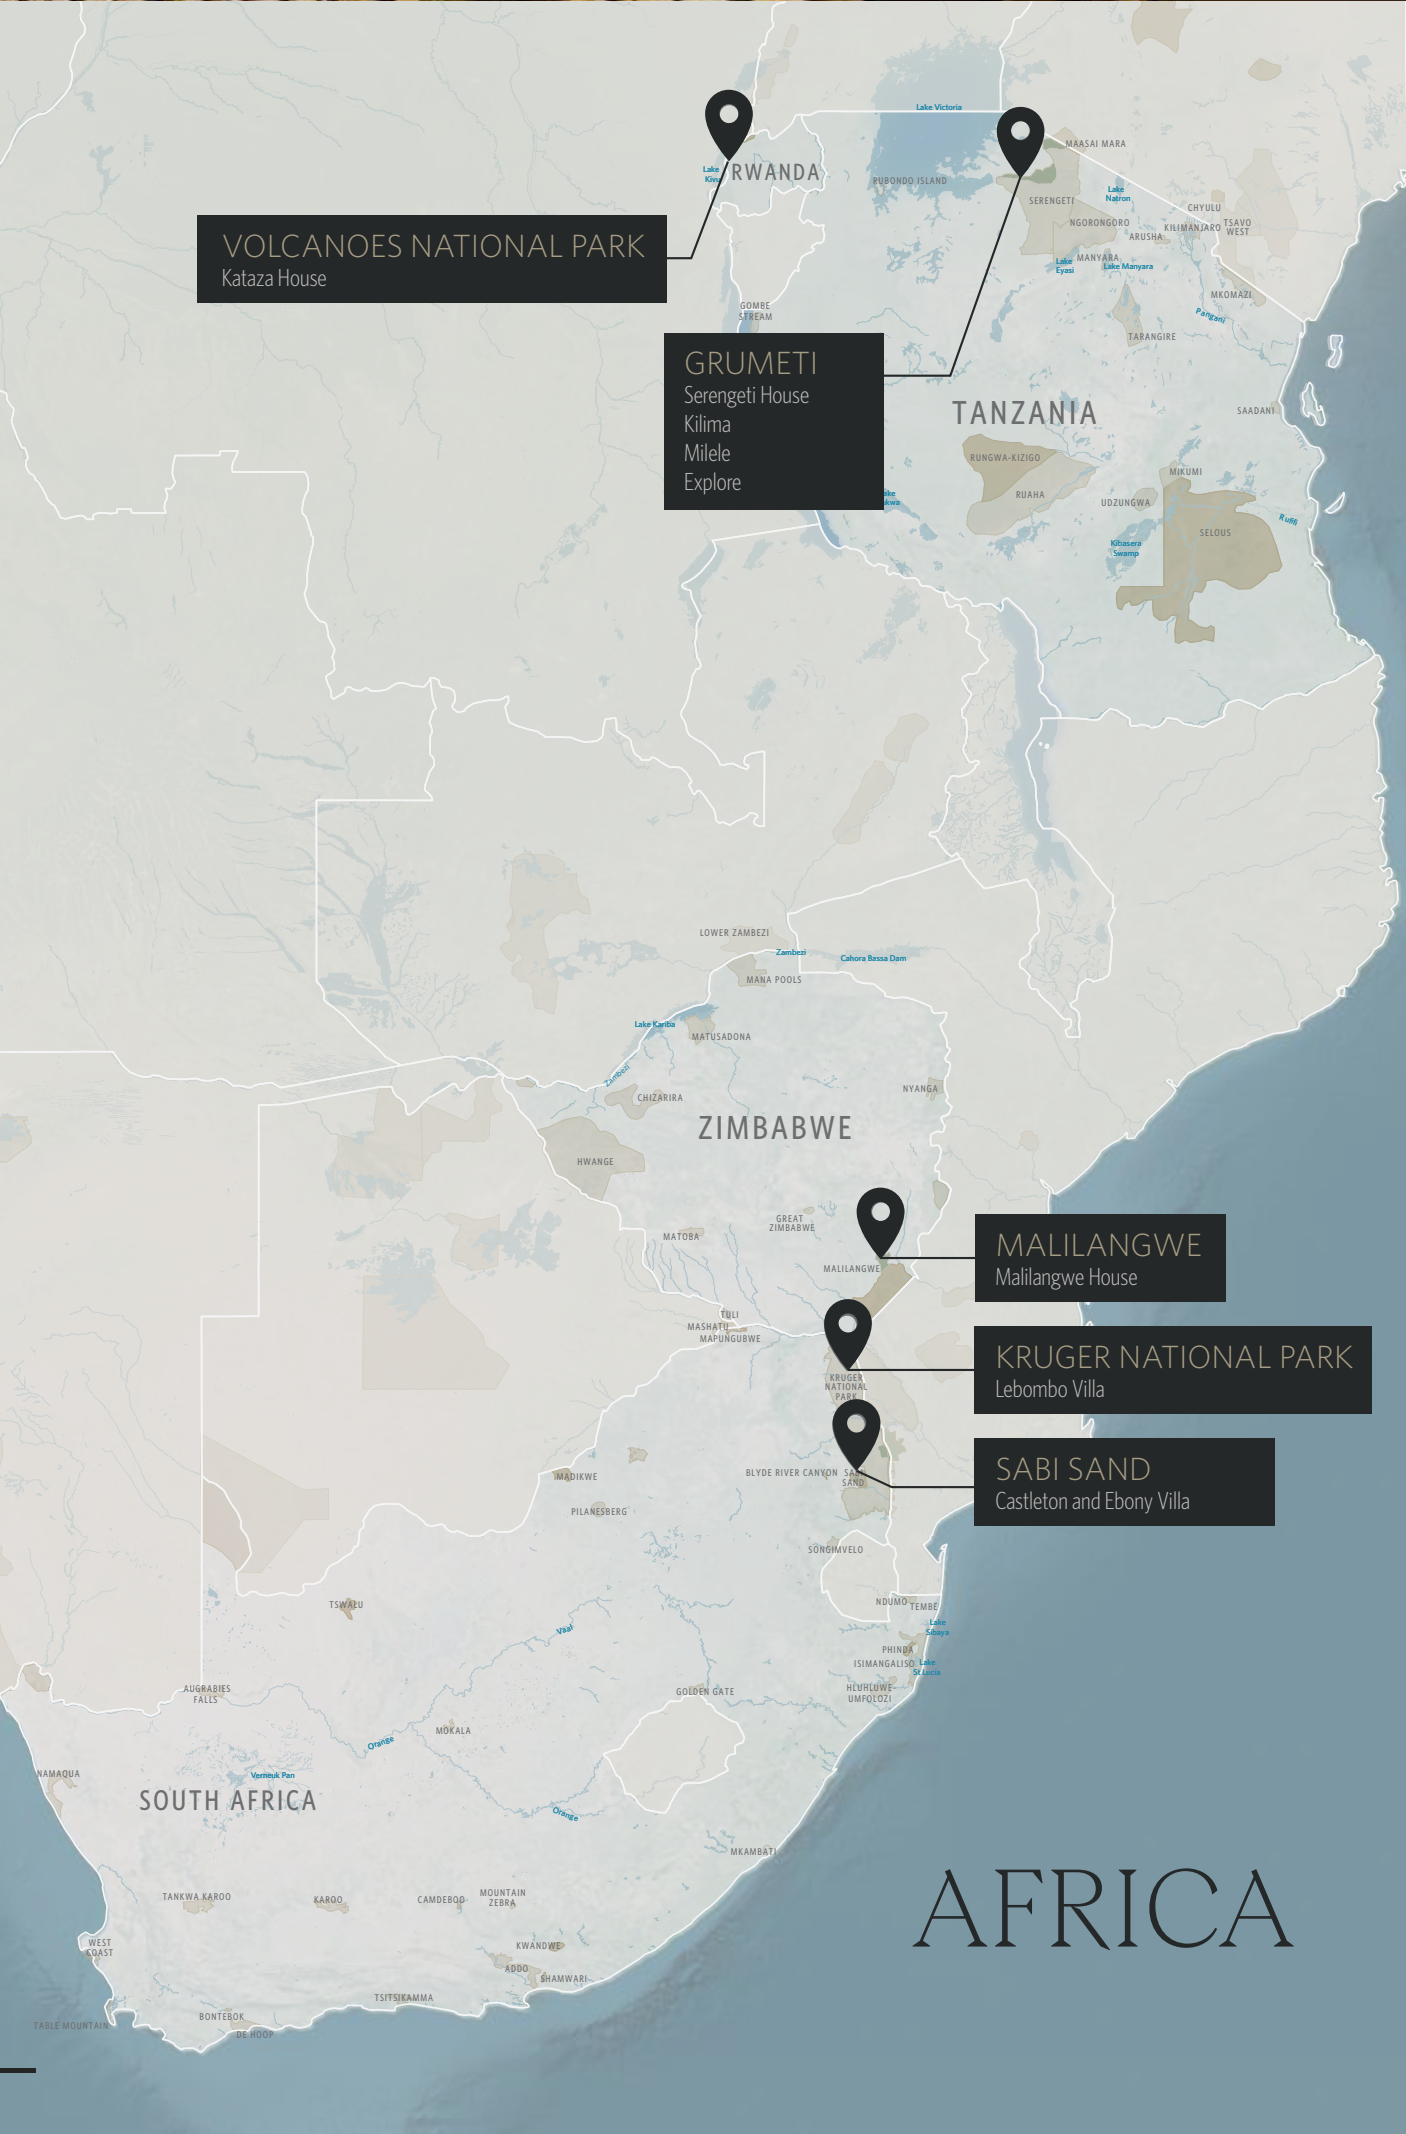 Lake Victoria
MAASAI MARA
Lake
Kivu
RWANDA
RUBONDO ISLAND
Lake
Natron
SERENGETI
CHYULU
NGORONGORO
KILIMANJARO
TSAVO
WEST
ARUSHA
VOLCANOES NATIONAL PARK
Kataza House
MANYARA
Lake
Eyasi
Lake Manyara
MKOMAZI
GOMBE
STREAM
Pangani
TARANGIRE
GRUMETI
Serengeti House
Kilima
Milele
Explore
TANZANIA
SAADANI
RUNGWA-KIZIGO
MIKUMI
RUAHA
UDZUNGWA
Rufifi
SELOUS
Kibasera
Swamp
LOWER ZAMBEZI
Zambezi
Cahora Bassa Dam
MANA POOLS
Lake Kariba
MATUSADONA
Zambezi
CHIZARIRA
NYANGA
ZIMBABWE
HWANGE
GREAT
ZIMBABWE
MATOBA
MALILANGWE
MALILANGWE
Malilangwe House
TULI
MASHATU
MAPUNGUBWE
KRUGER NATIONAL PARK
Lebombo Villa
KRUGER
NATIONAL
PARK
SABI SAND
Castleton and Ebony Villa
BLYDE RIVER CANYON
SABI
SAND
MADIKWE
PILANESBERG
SONGIMVELO
TSWALU
NDUMO
TEMBE
Lake
Sibaya
Vaal
PHINDA
ISIMANGALISO
Lake
St Lucia
AUGRABIES
FALLS
GOLDEN GATE
HLUHLUWE-
UMFOLOZI
MOKALA
Orange
NAMAQUA
Verneuk Pan
SOUTH AFRICA
Orange
MKAMBATI
TANKWA KAROO
KAROO
CAMDEBOO
MOUNTAIN
ZEBRA
AFRICA
WEST
COAST
KWANDWE
ADDO
SHAMWARI
TSITSIKAMMA
BONTEBOK
TABLE MOUNTAIN
DE HOOP